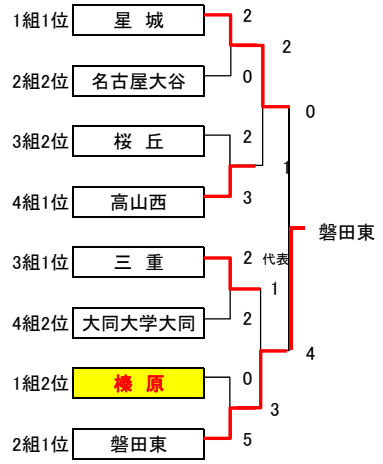 1組1位 星 城 2
2
2組2位 名古屋大谷 0
0
3組2位 桜 丘 2
1
4組1位 高山西 3
磐田東
3組1位 三 重 2 代表
1
4組2位 大同大学大同 2
4
1組2位 榛 原 0
3
2組1位 磐田東 5